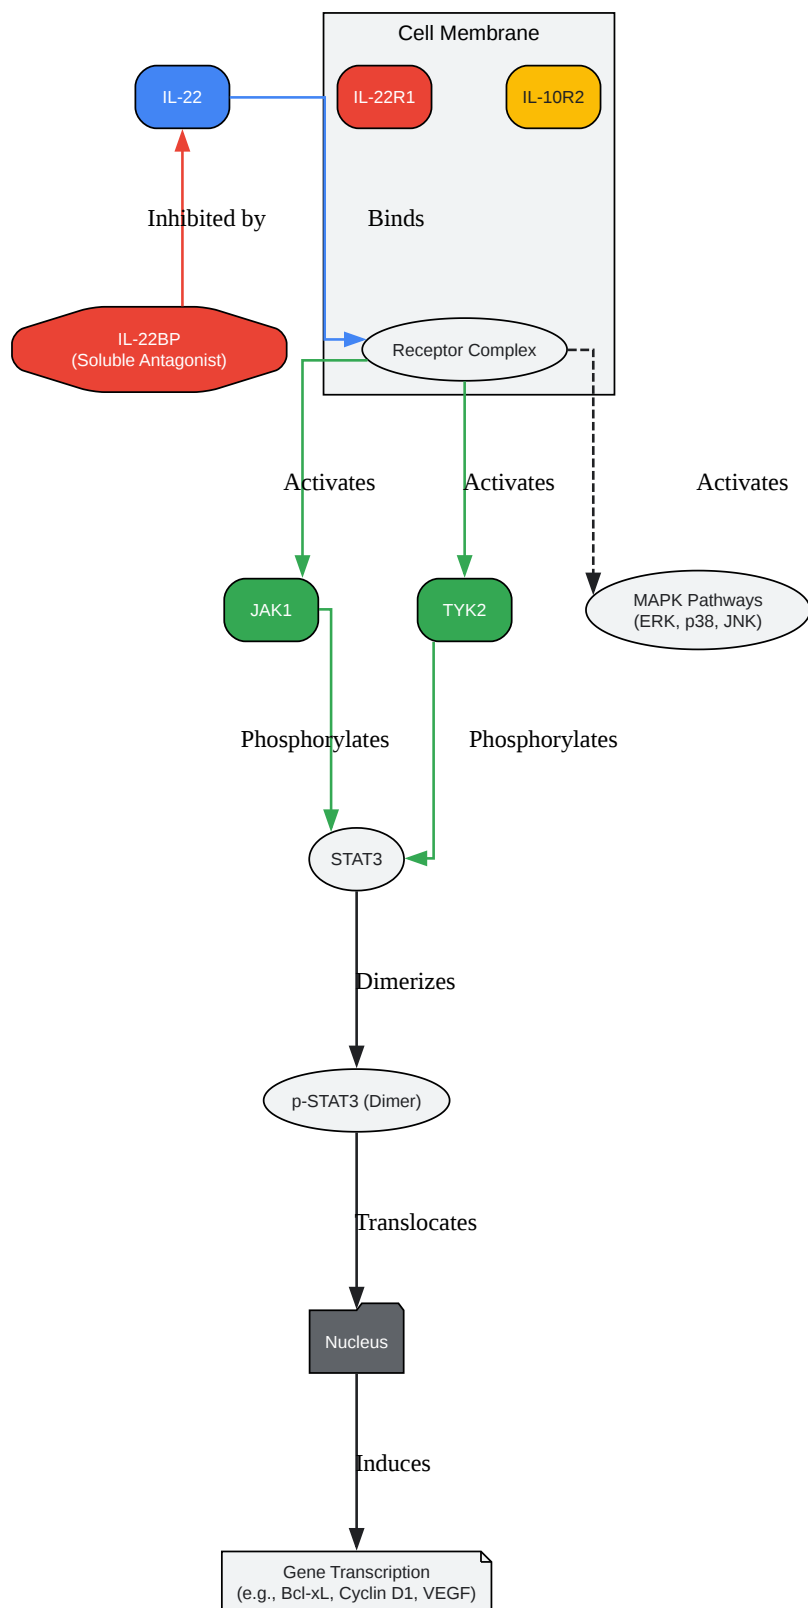 Cell Membrane
IL-22
IL-22R1
IL-10R2
Inhibited by
Binds
IL-22BP
(Soluble Antagonist)
Receptor Complex
Activates
Activates
Activates
JAK1
TYK2
MAPK Pathways
(ERK, p38, JNK)
Phosphorylates
Phosphorylates
STAT3
Dimerizes
p-STAT3 (Dimer)
Translocates
Nucleus
Induces
Gene Transcription
(e.g., Bcl-xL, Cyclin D1, VEGF)